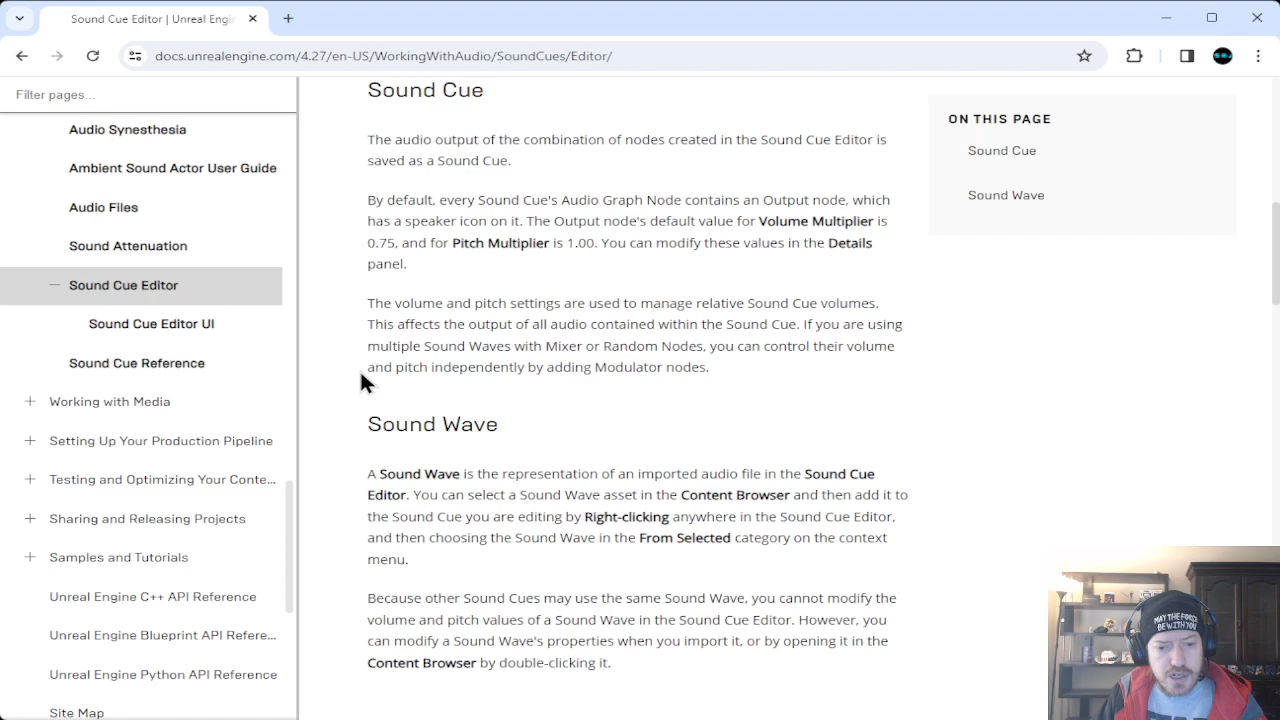 Sound Cue Editor | Unreal Engin
docs.unrealengine.com/4.27/en-US/WorkingWithAudio/SoundCues/Editor/
Filter pages...
Audio Synesthesia
Ambient Sound Actor User Guide
Audio Files
Sound Attenuation
Sound Cue Editor
Sound Cue Editor UI
Sound Cue Reference
Working with Media
Setting Up Your Production Pipeline
Testing and Optimizing Your Conte...
Sharing and Releasing Projects
Samples and Tutorials
Unreal Engine C++ API Reference
Unreal Engine Blueprint API Refere...
Unreal Engine Python API Reference
Site Map
Sound Cue
The audio output of the combination of nodes created in the Sound Cue Editor is
saved as a Sound Cue.
By default, every Sound Cue's Audio Graph Node contains an Output node, which
has a speaker icon on it. The Output node's default value for Volume Multiplier is
0.75, and for Pitch Multiplier is 1.00. You can modify these values in the Details
panel.
The volume and pitch settings are used to manage relative Sound Cue volumes.
This affects the output of all audio contained within the Sound Cue. If you are using
multiple Sound Waves with Mixer or Random Nodes, you can control their volume
and pitch independently by adding Modulator nodes.
Sound Wave
A Sound Wave is the representation of an imported audio file in the Sound Cue
Editor. You can select a Sound Wave asset in the Content Browser and then add it to
the Sound Cue you are editing by Right-clicking anywhere in the Sound Cue Editor,
and then choosing the Sound Wave in the From Selected category on the context
menu.
Because other Sound Cues may use the same Sound Wave, you cannot modify the
volume and pitch values of a Sound Wave in the Sound Cue Editor. However, you
can modify a Sound Wave's properties when you import it, or by opening it in the
Content Browser by double-clicking it.
ON THIS PAGE
Sound Cue
Sound Wave
MAY THE FORCE
BE WITH YOU